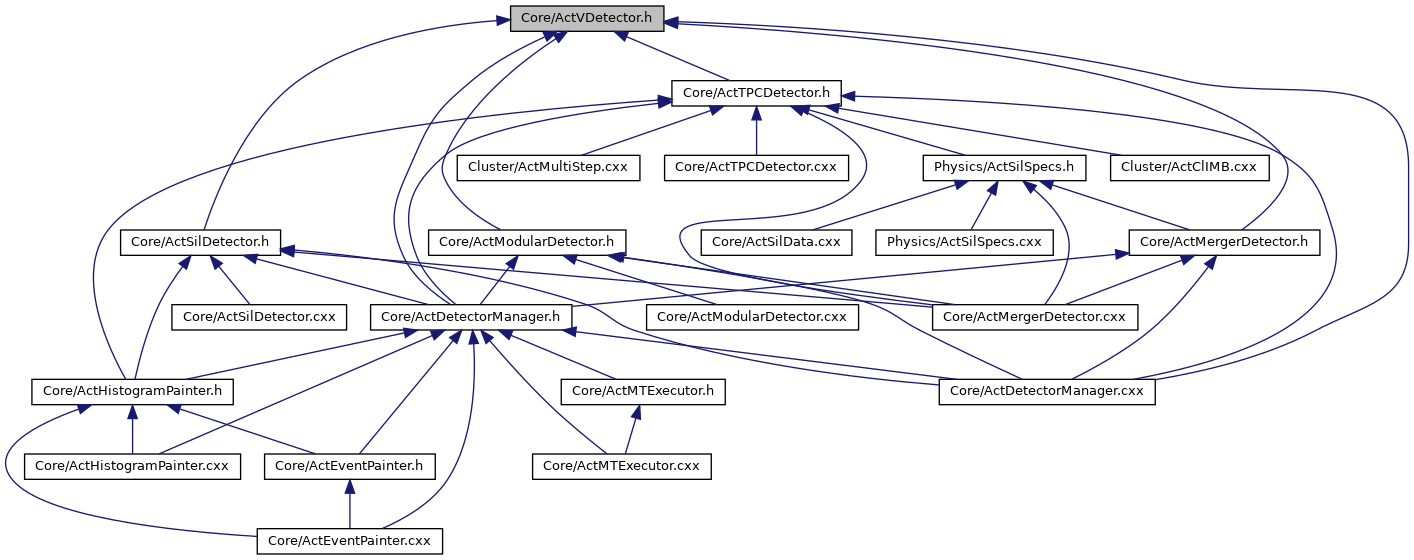 Core/ActVDetector.h
Core/ActTPCDetector.h
Cluster/ActMultiStep.cxx
Core/ActTPCDetector.cxx
Physics/ActSilSpecs.h
Cluster/ActClIMB.cxx
Core/ActSilDetector.h
Core/ActModularDetector.h
Core/ActSilData.cxx
Physics/ActSilSpecs.cxx
Core/ActMergerDetector.h
Core/ActSilDetector.cxx
Core/ActDetectorManager.h
Core/ActModularDetector.cxx
Core/ActMergerDetector.cxx
Core/ActHistogramPainter.h
Core/ActMTExecutor.h
Core/ActDetectorManager.cxx
Core/ActHistogramPainter.cxx
Core/ActEventPainter.h
Core/ActMTExecutor.cxx
Core/ActEventPainter.cxx